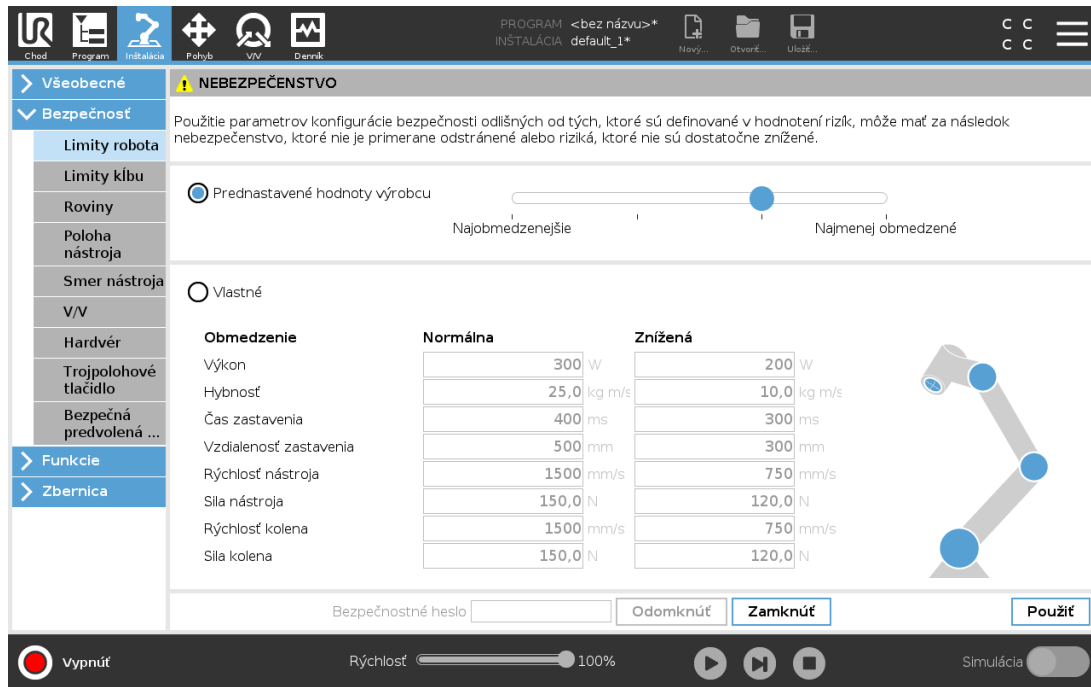 PROGRAM <bez názvu>*
INŠTALÁCIA default_1*
Chod Program Inštalácia Pohyb V/V Denník Nový... Otvoriť... Uložiť...
C C
C C
Všeobecné
Bezpečnosť
Limity robota
Limity kĺbu
Roviny
Poloha
nástroja
Smer nástroja
V/V
Hardvér
Trojpolohové
tlačidlo
Bezpečná
predvolená ...
Funkcie
Zbernica
NEBEZPEČENSTVO
Použitie parametrov konfigurácie bezpečnosti odlišných od tých, ktoré sú definované v hodnotení rizík, môže mať za následok
nebezpečenstvo, ktoré nie je primerane odstránené alebo riziká, ktoré nie sú dostatočne znížené.
Prednastavené hodnoty výrobcu
Najobmedzenejšie Najmenej obmedzené
Vlastné
Obmedzenie Normálna Znížená
Výkon 300 W 200 W
Hybnosť 25,0 kg m/s 10,0 kg m/s
Čas zastavenia 400 ms 300 ms
Vzdialenosť zastavenia 500 mm 300 mm
Rýchlosť nástroja 1500 mm/s 750 mm/s
Sila nástroja 150,0 N 120,0 N
Rýchlosť kolena 1500 mm/s 750 mm/s
Sila kolena 150,0 N 120,0 N
Bezpečnostné heslo Odomknúť Zamknúť Použiť
Vypnúť Rýchlosť 100% Simulácia